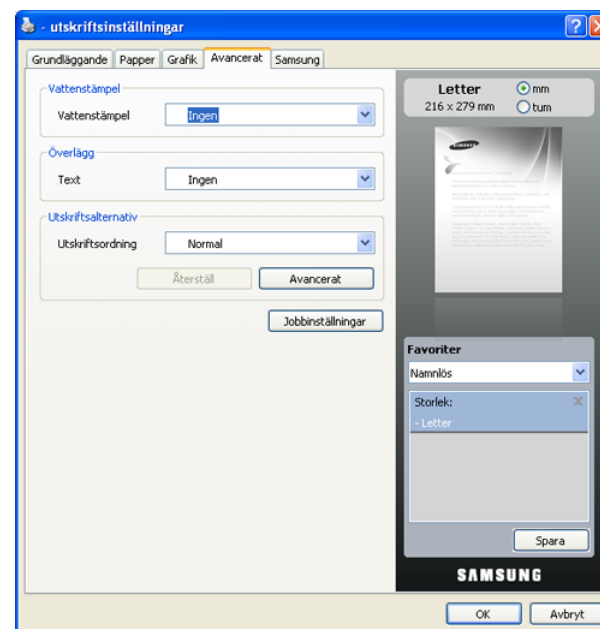 - utskriftsinställningar
Grundläggande Papper Grafik Avancerat Samsung
Vattenstämpel
Vattenstämpel Ingen
Överlägg
Text Ingen
Utskriftsalternativ
Utskriftsordning Normal
Återställ Avancerat
Jobbinställningar
Letter
216 x 279 mm
mm
tum
SAMSUNG
Favoriter
Namnlös
Storlek:
- Letter
Spara
SAMSUNG
OK Avbryt